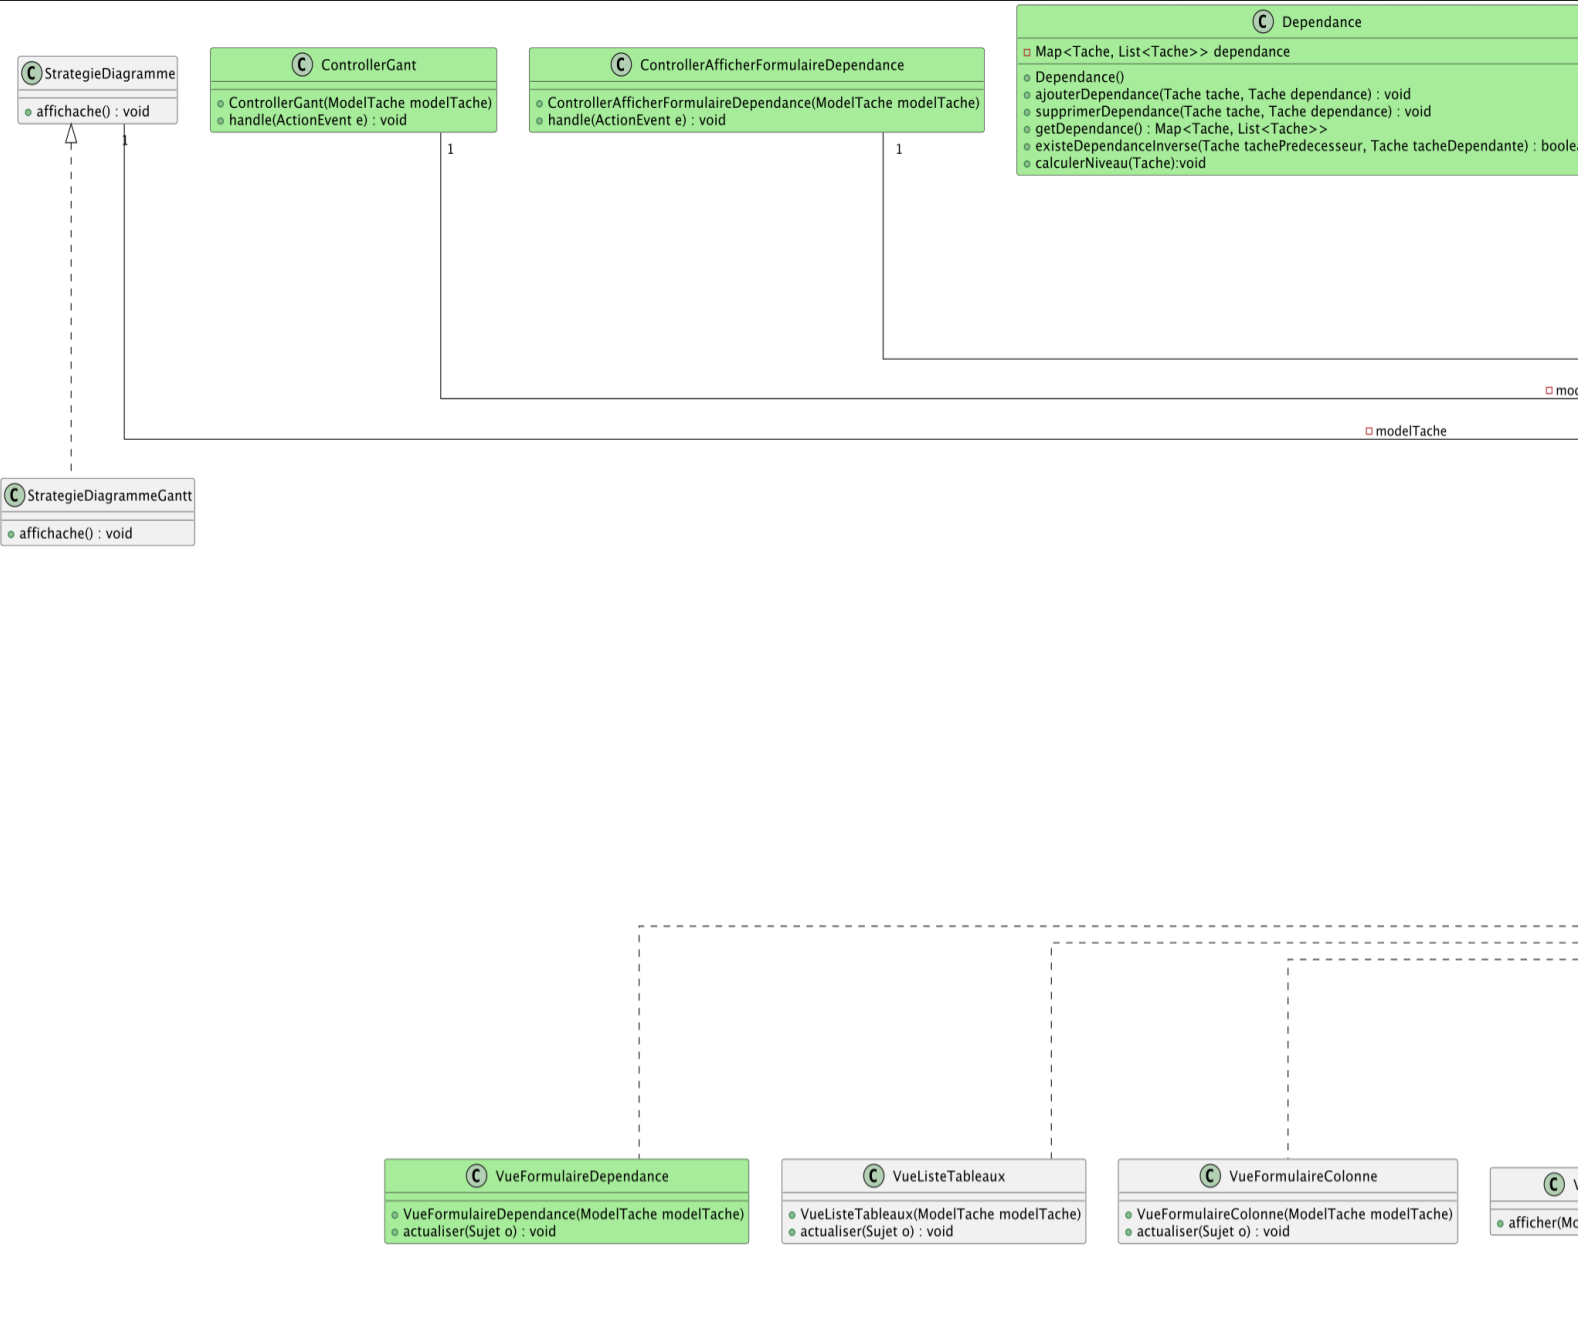 C StrategieDiagramme
affichache() : void
1
C ControllerGant
ControllerGant(ModelTache modelTache)
handle(ActionEvent e) : void
1
C ControllerAfficherFormulaireDependance
ControllerAfficherFormulaireDependance(ModelTache modelTache)
handle(ActionEvent e) : void
1
C Dependance
Map<Tache, List<Tache>> dependance
Dependance()
ajouterDependance(Tache tache, Tache dependance) : void
supprimerDependance(Tache tache, Tache dependance) : void
getDependance() : Map<Tache, List<Tache>>
existeDependanceInverse(Tache tachePredecesseur, Tache tacheDependante) :
calculerNiveau(Tache):void
modelTache
C StrategieDiagrammeGantt
affichache() : void
C VueFormulaireDependance
VueFormulaireDependance(ModelTache modelTache)
actualiser(Sujet o) : void
C VueListeTableaux
VueListeTableaux(ModelTache modelTache)
actualiser(Sujet o) : void
C VueFormulaireColonne
VueFormulaireColonne(ModelTache modelTache)
actualiser(Sujet o) : void
C